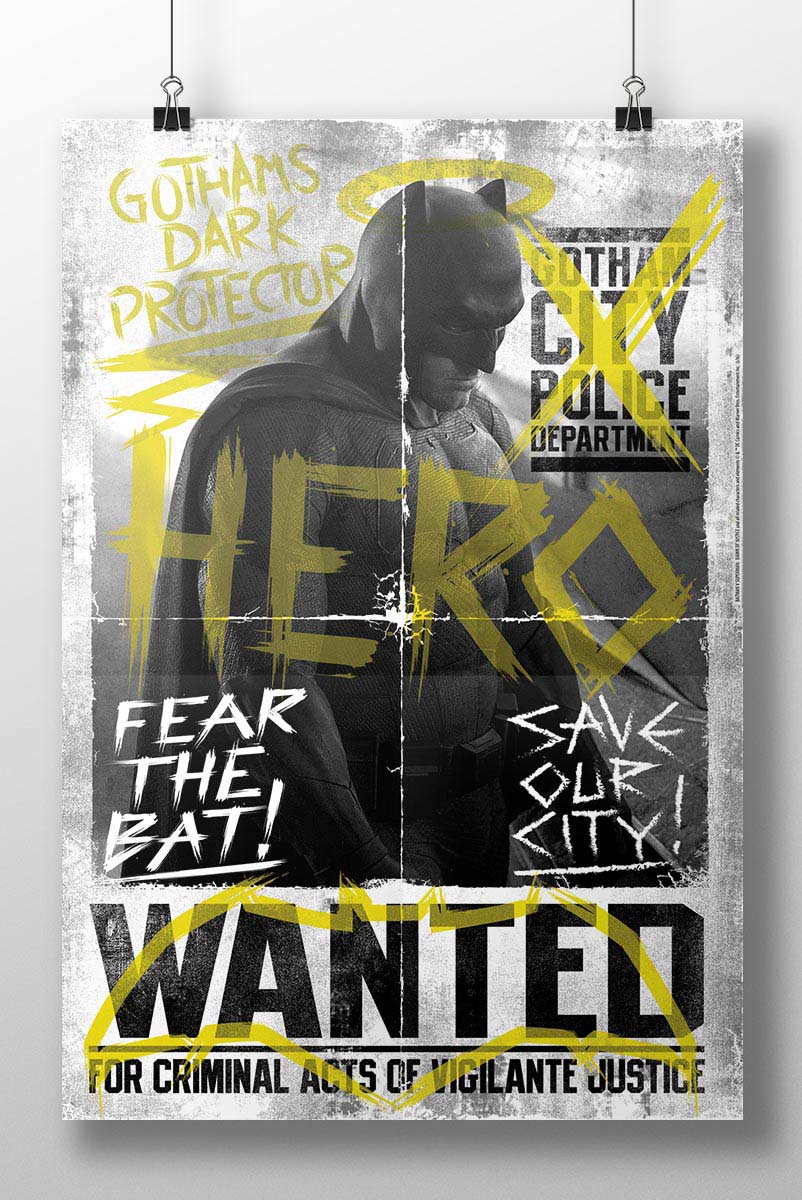 GOTHAMS
DARK
PROTECTOR
GOTHAM
CITY
POLICE
DEPARTMENT
HERO
FEAR
THE
BAT!
SAVE
OUR
CITY!
WANTED
FOR CRIMINAL ACTS OF VIGILANTE JUSTICE